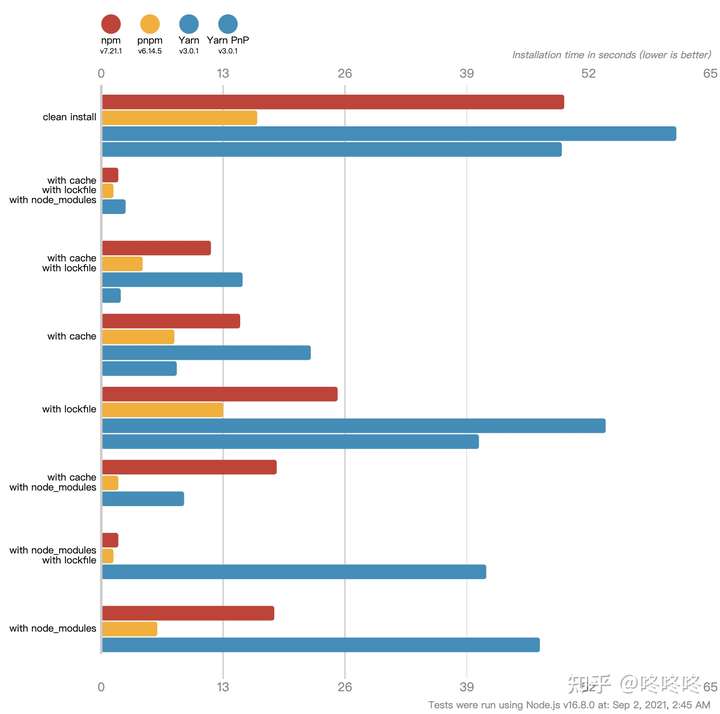 npm pnpm Yarn Yarn PnP
v7.21.1 v6.14.5 v3.0.1 v3.0.1
Installation time in seconds (lower is better)
0 13 26 39 52 65
clean install
with cache
with lockfile
with node_modules
with cache
with lockfile
with cache
with lockfile
with cache
with node_modules
with node_modules
with lockfile
with node_modules
0 13 26 39 52 65
知乎 @咚咚咚
Tests were run using Node.js v16.8.0 at: Sep 2, 2021, 2:45 AM